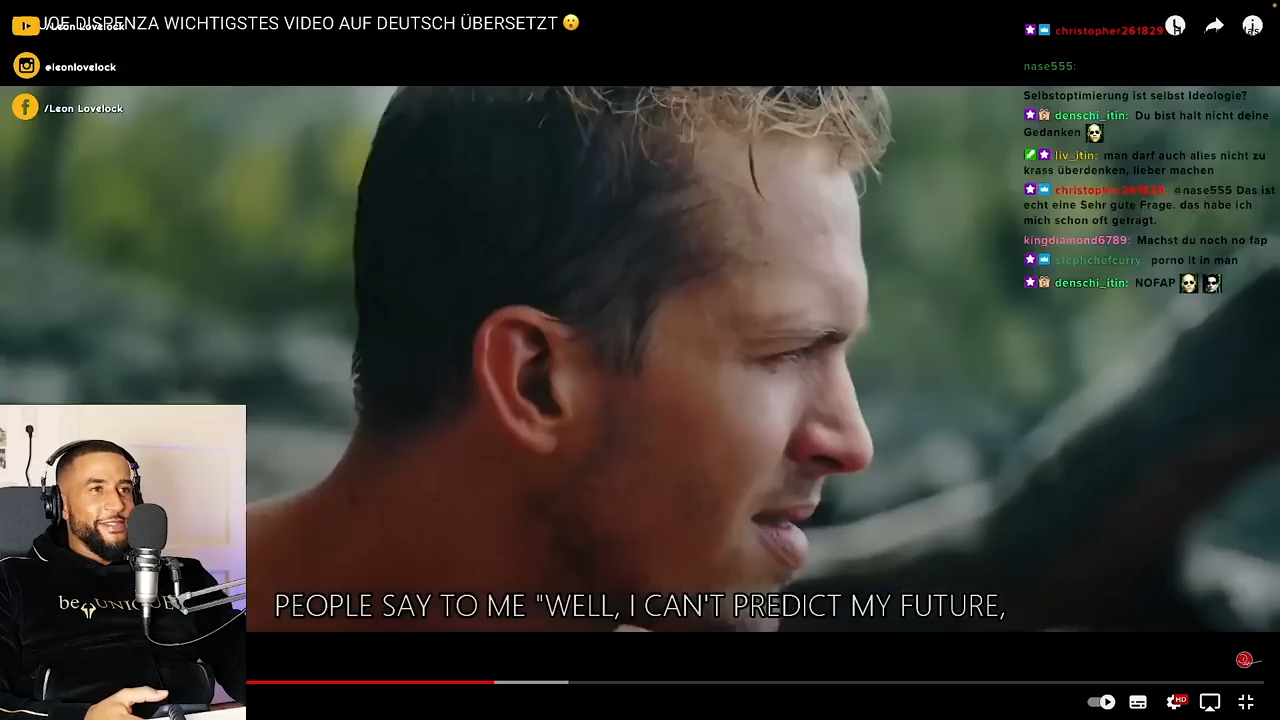 JOE DISPENZA WICHTIGSTES VIDEO AUF DEUTSCH ÜBERSETZT 😮
/Leon Lovelock
@leonlovelock
/Leon Lovelock
christopher261829
nase555:
Selbstoptimierung ist selbst Ideologie?
denschi_itin: Du bist halt nicht deine
Gedanken
liv_itin: man darf auch alles nicht zu
krass überdenken, lieber machen
christopher261829: @nase555 Das ist
echt eine Sehr gute Frage. das habe ich
mich schon oft gefragt.
kingdiamond6789: Machst du noch no fap
stephchefcurry: porno it in man
denschi_itin: NOFAP
be UNIQUE
PEOPLE SAY TO ME "WELL, I CAN'T PREDICT MY FUTURE,
HD